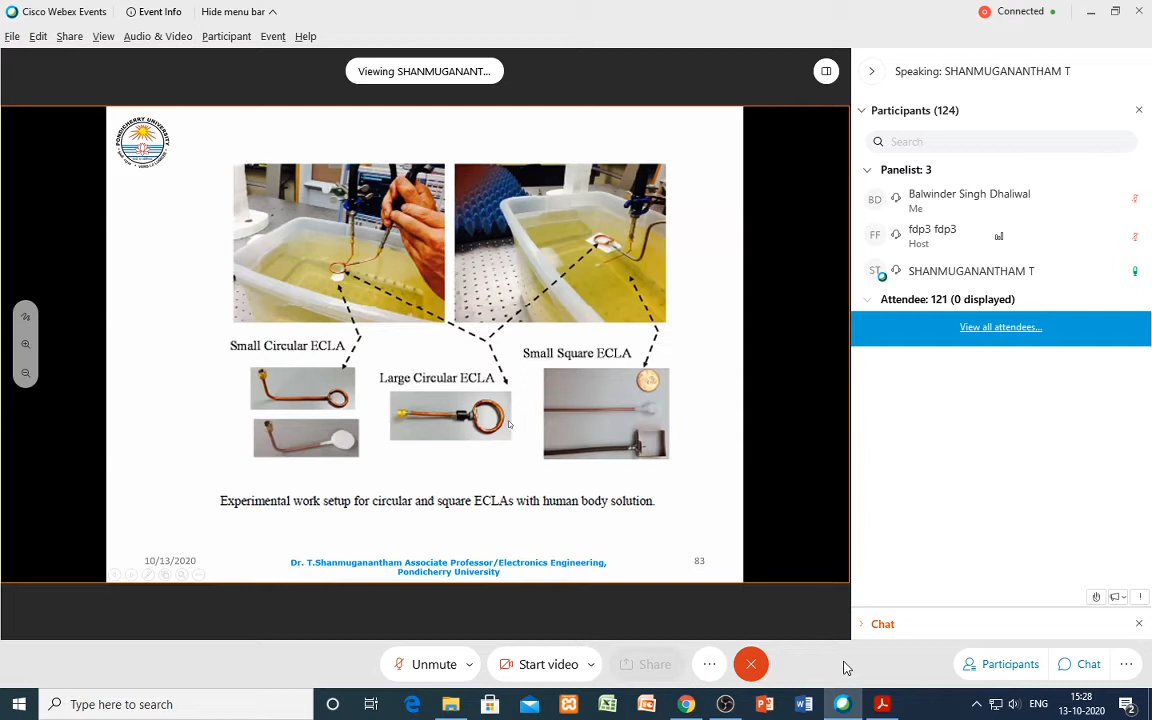 Cisco Webex Events
Event Info
Hide menu bar
Connected
File Edit Share View Audio & Video Participant Event Help
Viewing SHANMUGANANT...
Speaking: SHANMUGANANTHAM T
Participants (124)
Search
Panelist: 3
BD Balwinder Singh Dhaliwal
Me
FF fdp3 fdp3
Host
ST SHANMUGANANTHAM T
Attendee: 121 (0 displayed)
View all attendees...
PONDICHERRY UNIVERSITY
Small Circular ECLA
Large Circular ECLA
Small Square ECLA
Experimental work setup for circular and square ECLAs with human body solution.
10/13/2020
Dr. T.Shanmuganantham Associate Professor/Electronics Engineering,
Pondicherry University
83
Chat
Unmute
Start video
Share
Participants
Chat
Type here to search
ENG
15:28
13-10-2020
2